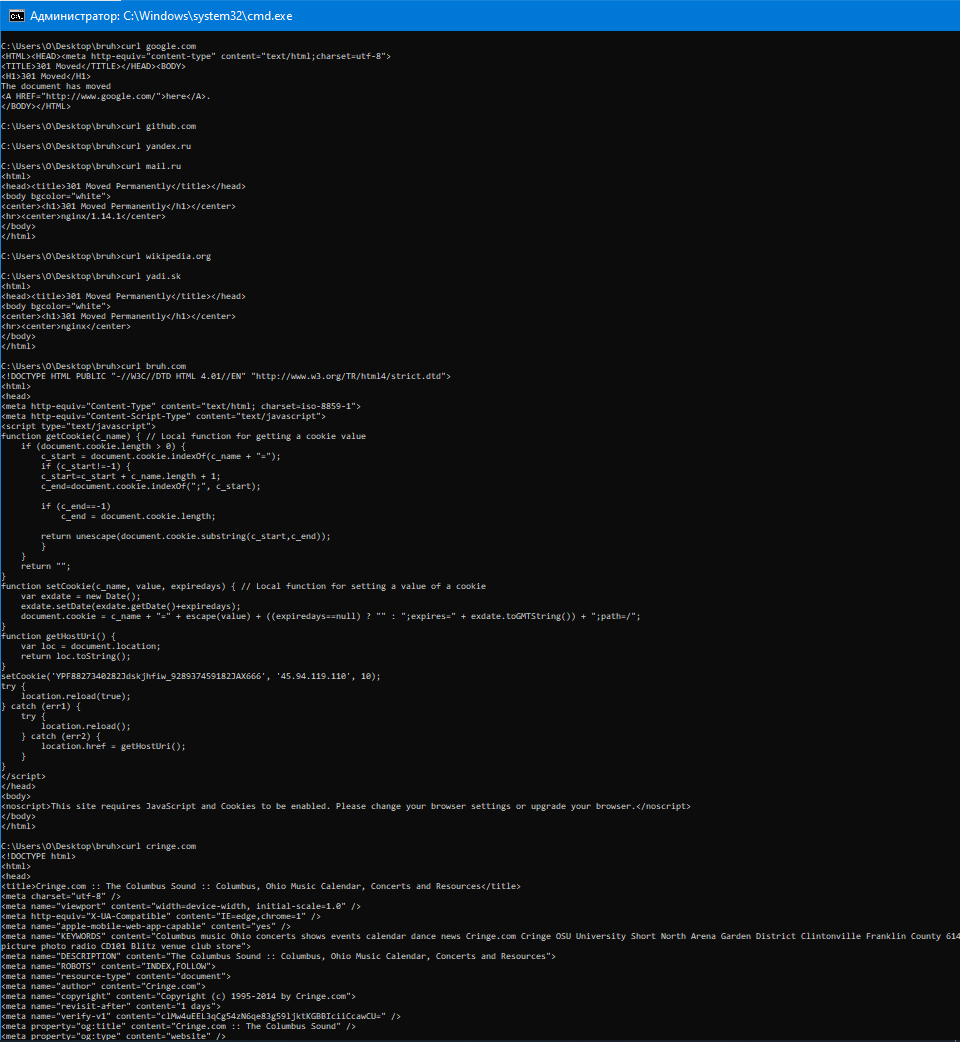 Администратор: C:\Windows\system32\cmd.exe
C:\Users\O\Desktop\bruh>curl google.com
<HTML><HEAD><meta http-equiv="content-type" content="text/html;charset=utf-8">
<TITLE>301 Moved</TITLE></HEAD><BODY>
<H1>301 Moved</H1>
The document has moved
<A HREF="http://www.google.com/">here</A>.
</BODY></HTML>
C:\Users\O\Desktop\bruh>curl github.com
C:\Users\O\Desktop\bruh>curl yandex.ru
C:\Users\O\Desktop\bruh>curl mail.ru
<html>
<head><title>301 Moved Permanently</title></head>
<body bgcolor="white">
<center><h1>301 Moved Permanently</h1></center>
<hr><center>nginx/1.14.1</center>
</body>
</html>
C:\Users\O\Desktop\bruh>curl wikipedia.org
C:\Users\O\Desktop\bruh>curl yadi.sk
<html>
<head><title>301 Moved Permanently</title></head>
<body bgcolor="white">
<center><h1>301 Moved Permanently</h1></center>
<hr><center>nginx</center>
</body>
</html>
C:\Users\O\Desktop\bruh>curl bruh.com
<!DOCTYPE HTML PUBLIC "-//W3C//DTD HTML 4.01//EN" "http://www.w3.org/TR/html4/strict.dtd">
<html>
<head>
<meta http-equiv="Content-Type" content="text/html; charset=iso-8859-1">
<meta http-equiv="Content-Script-Type" content="text/javascript">
<script type="text/javascript">
function getCookie(c_name) { // Local function for getting a cookie value
    if (document.cookie.length > 0) {
        c_start = document.cookie.indexOf(c_name + "=");
        if (c_start!=-1) {
        c_start=c_start + c_name.length + 1;
        c_end=document.cookie.indexOf(";", c_start);
        if (c_end==-1)
            c_end = document.cookie.length;
        return unescape(document.cookie.substring(c_start,c_end));
        }
    }
    return "";
}
function setCookie(c_name, value, expiredays) { // Local function for setting a value of a cookie
    var exdate = new Date();
    exdate.setDate(exdate.getDate()+expiredays);
    document.cookie = c_name + "=" + escape(value) + ((expiredays==null) ? "" : ";expires=" + exdate.toGMTString()) + ";path=/";
}
function getHostUri() {
    var loc = document.location;
    return loc.toString();
}
setCookie('YPF8827340282Jdskjhfiw_928937459182JAX666', '45.94.119.110', 10);
try {
    location.reload(true);
} catch (err1) {
    try {
        location.reload();
    } catch (err2) {
        location.href = getHostUri();
    }
}
</script>
</head>
<body>
<noscript>This site requires JavaScript and Cookies to be enabled. Please change your browser settings or upgrade your browser.</noscript>
</body>
</html>
C:\Users\O\Desktop\bruh>curl cringe.com
<!DOCTYPE html>
<html>
<head>
<title>Cringe.com :: The Columbus Sound :: Columbus, Ohio Music Calendar, Concerts and Resources</title>
<meta charset="utf-8" />
<meta name="viewport" content="width=device-width, initial-scale=1.0" />
<meta http-equiv="X-UA-Compatible" content="IE=edge,chrome=1" />
<meta name="apple-mobile-web-app-capable" content="yes" />
<meta name="KEYWORDS" content="Columbus music Ohio concerts shows events calendar dance news Cringe.com Cringe OSU University Short North Arena Garden District Clintonville Franklin County 614
picture photo radio CD101 Blitz venue club store">
<meta name="DESCRIPTION" content="The Columbus Sound :: Columbus, Ohio Music Calendar, Concerts and Resources">
<meta name="ROBOTS" content="INDEX,FOLLOW">
<meta name="resource-type" content="document">
<meta name="author" content="Cringe.com">
<meta name="copyright" content="Copyright (c) 1995-2014 by Cringe.com">
<meta name="revisit-after" content="1 days">
<meta name="verify-v1" content="clMw4uEEL3qCg54zN6qe83g59ljktKGBBIciiCcawCU=" />
<meta property="og:title" content="Cringe.com :: The Columbus Sound" />
<meta property="og:type" content="website" />